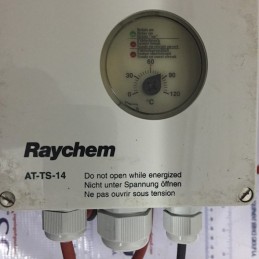 60
30
90
0
120
°C
Raychem
AT-TS-14
Do not open while energized
Nicht unter Spannung öffnen
Ne pas ouvrir sous tension